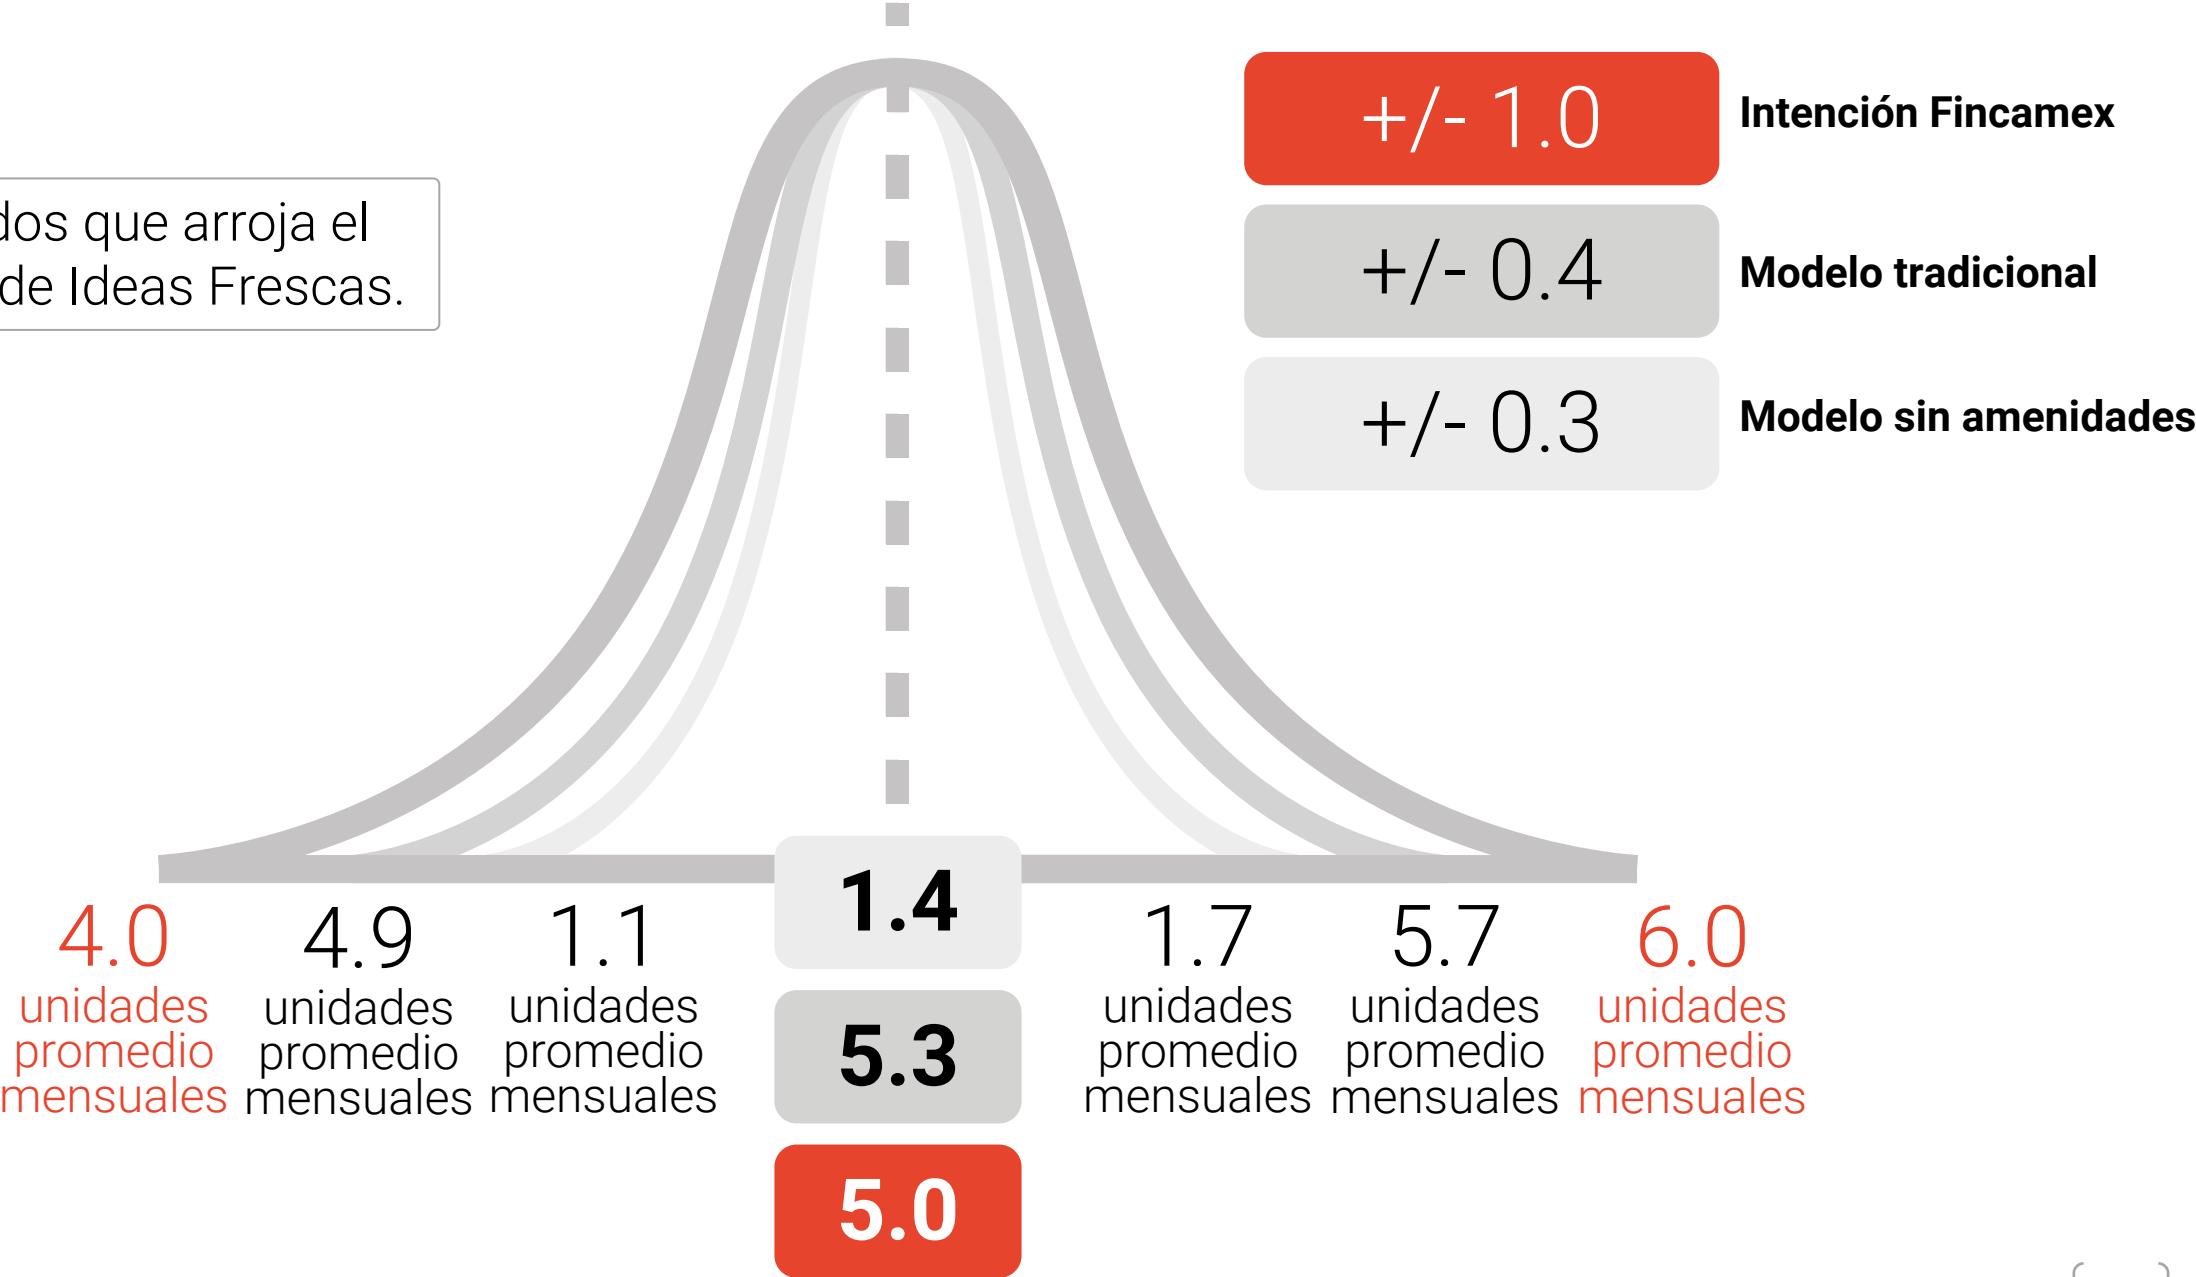 +/- 1.0
Intención Fincamex
que arroja el
de Ideas Frescas.
+/- 0.4
Modelo tradicional
+/- 0.3
Modelo sin amenidades
4.0
unidades
promedio
mensuales
4.9
unidades
promedio
mensuales
1.1
unidades
promedio
mensuales
1.4
5.3
5.0
1.7
unidades
promedio
mensuales
5.7
unidades
promedio
mensuales
6.0
unidades
promedio
mensuales